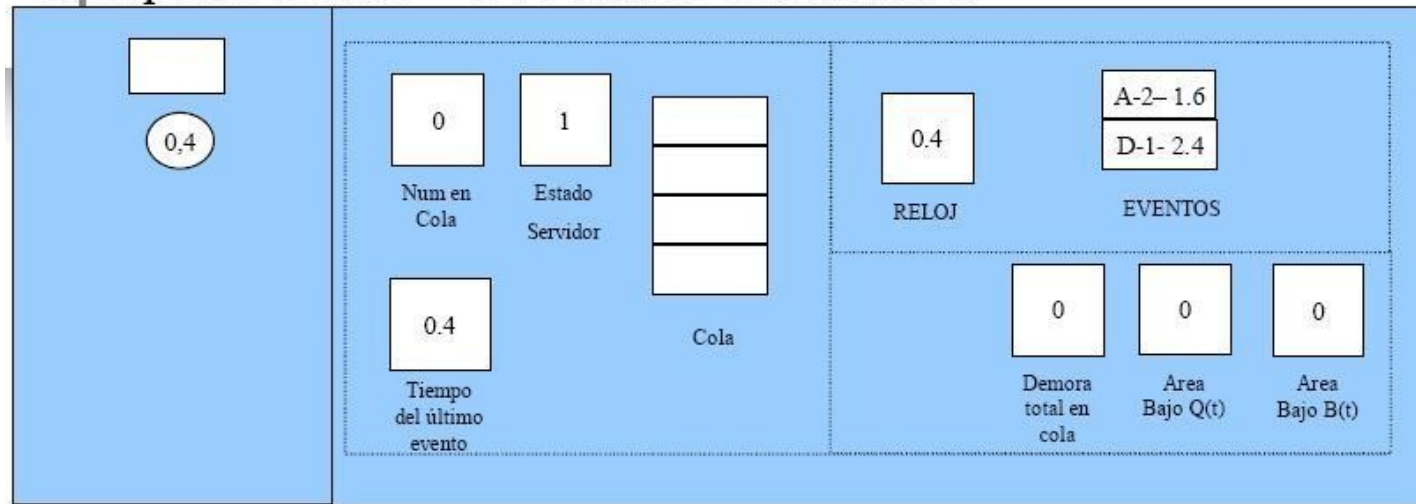 0,4
0
1
Num en
Cola
Estado
Servidor
0.4
Tiempo
del último
evento
Cola
0.4
RELOJ
A-2– 1.6
D-1- 2.4
EVENTOS
0
0
0
Demora
total en
cola
Area
Bajo Q(t)
Area
Bajo B(t)